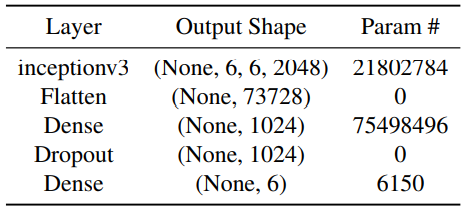 Layer Output Shape Param #
inceptionv3 (None, 6, 6, 2048) 21802784
Flatten (None, 73728) 0
Dense (None, 1024) 75498496
Dropout (None, 1024) 0
Dense (None, 6) 6150